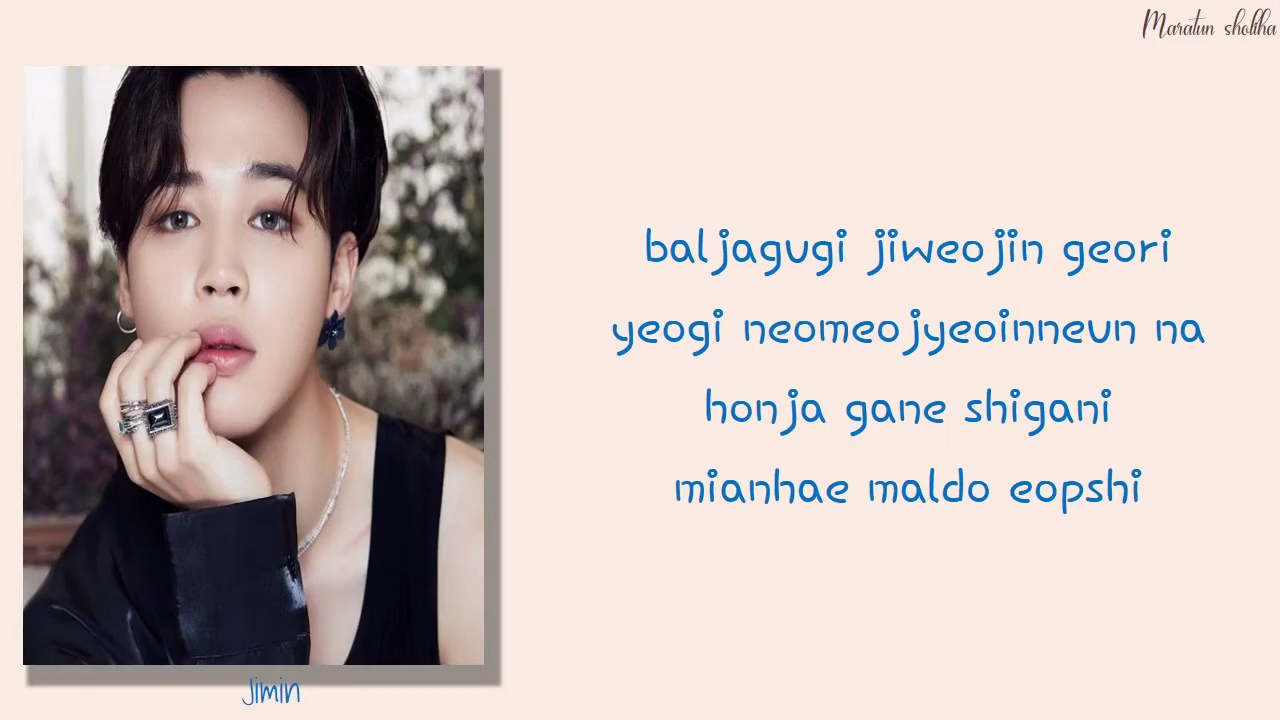 Maratun sholiha
baljagugi jiweojin geori
yeogi neomeojyeoinneun na
honja gane shigani
mianhae maldo eopshi
Jimin